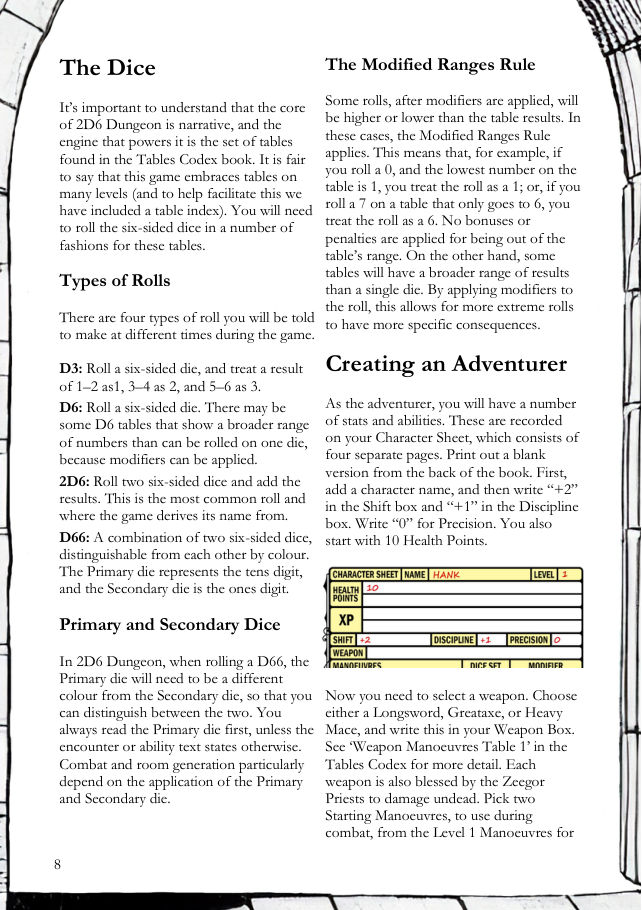 The Dice
It’s important to understand that the core
of 2D6 Dungeon is narrative, and the
engine that powers it is the set of tables
found in the Tables Codex book. It is fair
to say that this game embraces tables on
many levels (and to help facilitate this we
have included a table index). You will need
to roll the six-sided dice in a number of
fashions for these tables.
Types of Rolls
There are four types of roll you will be told
to make at different times during the game.
D3: Roll a six-sided die, and treat a result
of 1–2 as1, 3–4 as 2, and 5–6 as 3.
D6: Roll a six-sided die. There may be
some D6 tables that show a broader range
of numbers than can be rolled on one die,
because modifiers can be applied.
2D6: Roll two six-sided dice and add the
results. This is the most common roll and
where the game derives its name from.
D66: A combination of two six-sided dice,
distinguishable from each other by colour.
The Primary die represents the tens digit,
and the Secondary die is the ones digit.
Primary and Secondary Dice
In 2D6 Dungeon, when rolling a D66, the
Primary die will need to be a different
colour from the Secondary die, so that you
can distinguish between the two. You
always read the Primary die first, unless the
encounter or ability text states otherwise.
Combat and room generation particularly
depend on the application of the Primary
and Secondary die.
The Modified Ranges Rule
Some rolls, after modifiers are applied, will
be higher or lower than the table results. In
these cases, the Modified Ranges Rule
applies. This means that, for example, if
you roll a 0, and the lowest number on the
table is 1, you treat the roll as a 1; or, if you
roll a 7 on a table that only goes to 6, you
treat the roll as a 6. No bonuses or
penalties are applied for being out of the
table’s range. On the other hand, some
tables will have a broader range of results
than a single die. By applying modifiers to
the roll, this allows for more extreme rolls
to have more specific consequences.
Creating an Adventurer
As the adventurer, you will have a number
of stats and abilities. These are recorded
on your Character Sheet, which consists of
four separate pages. Print out a blank
version from the back of the book. First,
add a character name, and then write “+2”
in the Shift box and “+1” in the Discipline
box. Write “0” for Precision. You also
start with 10 Health Points.
CHARACTER SHEET NAME HANK LEVEL 1
HEALTH POINTS 10
XP
SHIFT +2 DISCIPLINE +1 PRECISION 0
WEAPON
MANOEUVRES DICE SET MODIFIER
Now you need to select a weapon. Choose
either a Longsword, Greataxe, or Heavy
Mace, and write this in your Weapon Box.
See ‘Weapon Manoeuvres Table 1’ in the
Tables Codex for more detail. Each
weapon is also blessed by the Zeegor
Priests to damage undead. Pick two
Starting Manoeuvres, to use during
combat, from the Level 1 Manoeuvres for
8